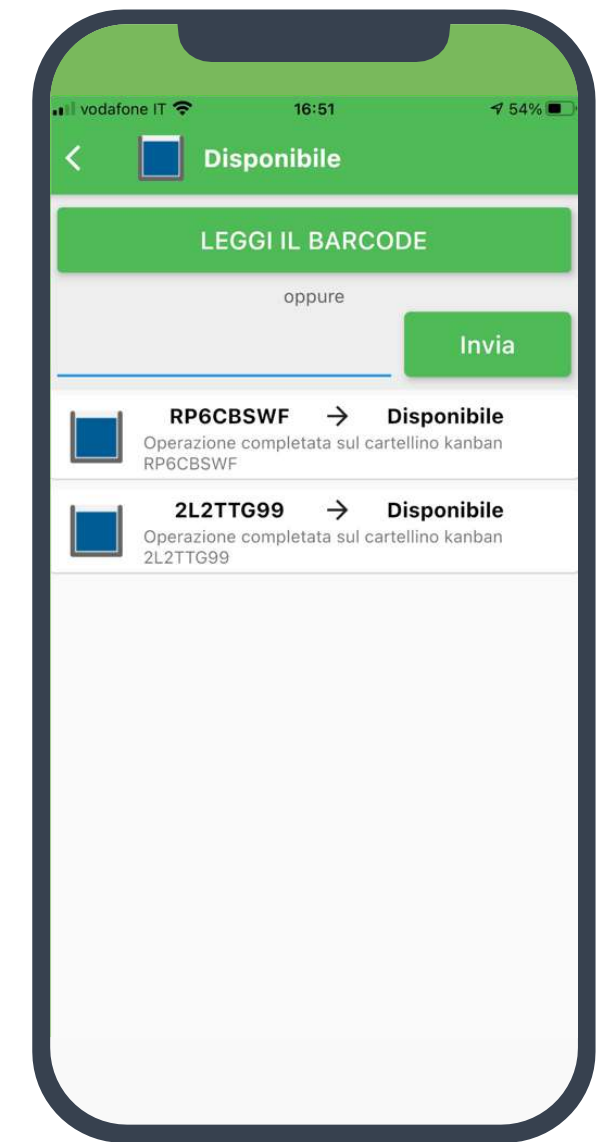 vodafone IT 16:51 54%
Disponibile
LEGGI IL BARCODE
oppure
Invia
RP6CBSWF → Disponibile
Operazione completata sul cartellino kanban
RP6CBSWF
2L2TTG99 → Disponibile
Operazione completata sul cartellino kanban
2L2TTG99